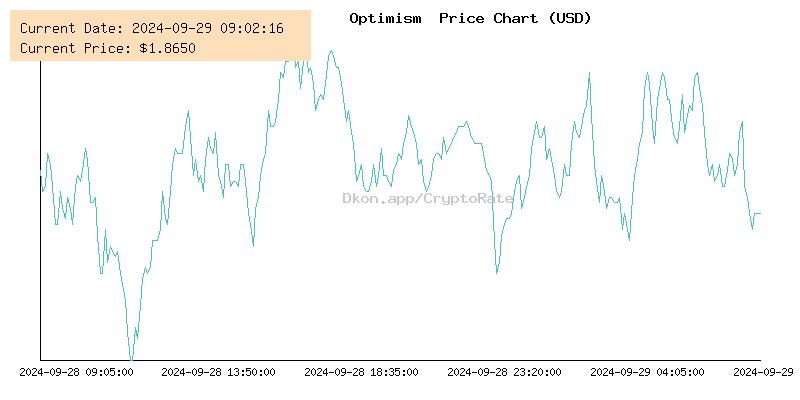 Optimism  Price Chart (USD)
Current Date: 2024-09-29 09:02:16
Current Price: $1.8650
Dkon.app/CryptoRate
2024-09-28 09:05:00 2024-09-28 13:50:00 2024-09-28 18:35:00 2024-09-28 23:20:00 2024-09-29 04:05:00 2024-09-29